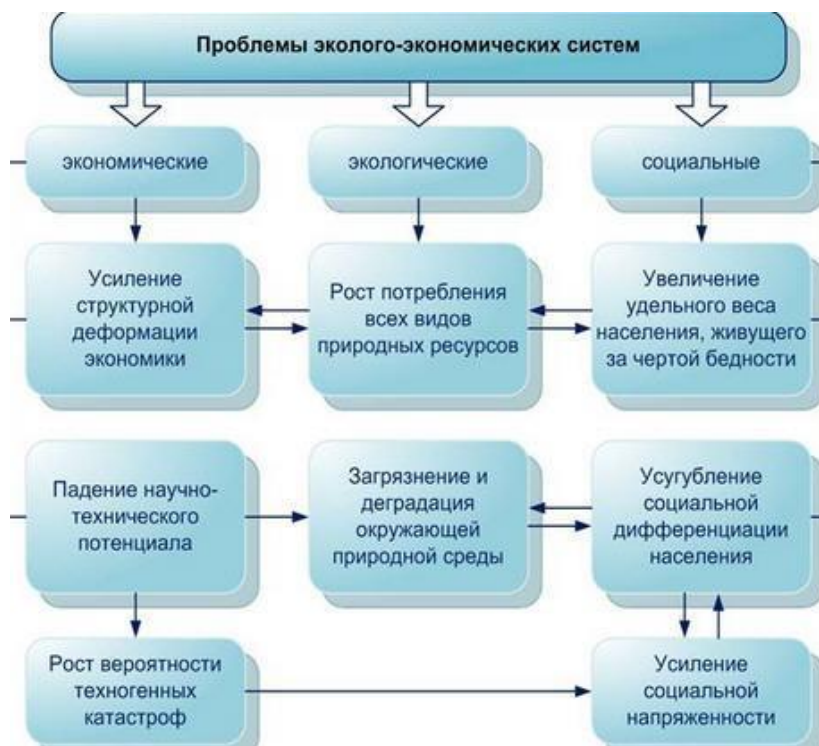 Проблемы эколого-экономических систем
экономические
экологические
социальные
Усиление
структурной
деформации
экономики
Рост потребления
всех видов
природных ресурсов
Увеличение
удельного веса
населения, живущего
за чертой бедности
Падение научно-
технического
потенциала
Загрязнение и
деградация
окружающей
природной среды
Усугубление
социальной
дифференциации
населения
Рост вероятности
техногенных
катастроф
Усиление
социальной
напряженности